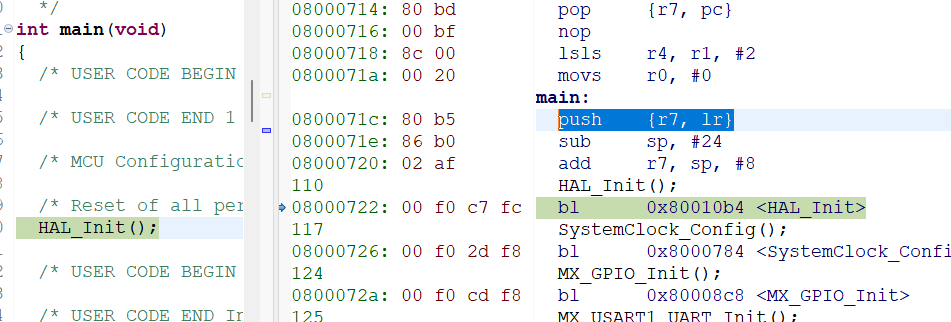 */
int main(void)
{
/* USER CODE BEGIN
/* USER CODE END 1
/* MCU Configuratio
/* Reset of all per
HAL_Init();
/* USER CODE BEGIN
/* USER CODE END In
08000714: 80 bd pop {r7, pc}
08000716: 00 bf nop
08000718: 8c 00 lsls r4, r1, #2
0800071a: 00 20 movs r0, #0
main:
0800071c: 80 b5 push {r7, lr}
0800071e: 86 b0 sub sp, #24
08000720: 02 af add r7, sp, #8
110 HAL_Init();
08000722: 00 f0 c7 fc bl 0x80010b4 <HAL_Init>
117 SystemClock_Config();
08000726: 00 f0 2d f8 bl 0x8000784 <SystemClock_Confi
124 MX_GPIO_Init();
0800072a: 00 f0 cd f8 bl 0x80008c8 <MX_GPIO_Init>
125 MX_USART1_UART_Init();